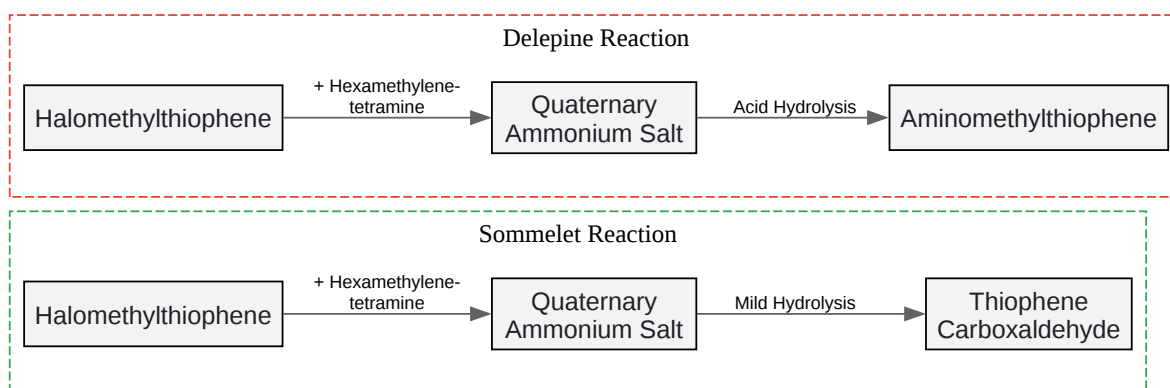 Delepine Reaction
Halomethylthiophene
+ Hexamethylene-
tetramine
Quaternary
Ammonium Salt
Acid Hydrolysis
Aminomethylthiophene
Sommelet Reaction
Halomethylthiophene
+ Hexamethylene-
tetramine
Quaternary
Ammonium Salt
Mild Hydrolysis
Thiophene
Carboxaldehyde